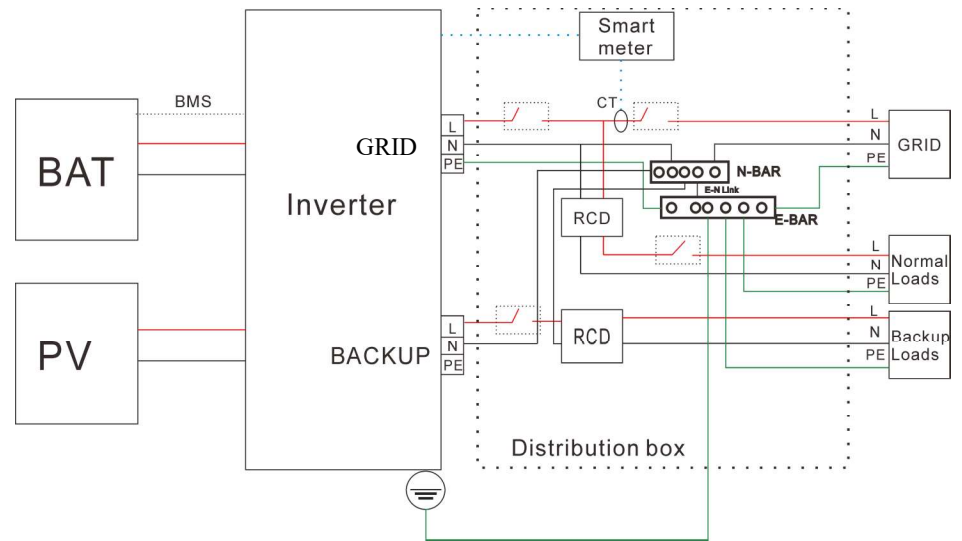 Smart
meter
BMS
CT
BAT
GRID
L
N
PE
L
N
PE
GRID
N-BAR
E-N Link
E-BAR
Inverter
RCD
L
N
PE
Normal
Loads
PV
BACKUP
L
N
PE
RCD
L
N
PE
Backup
Loads
Distribution box